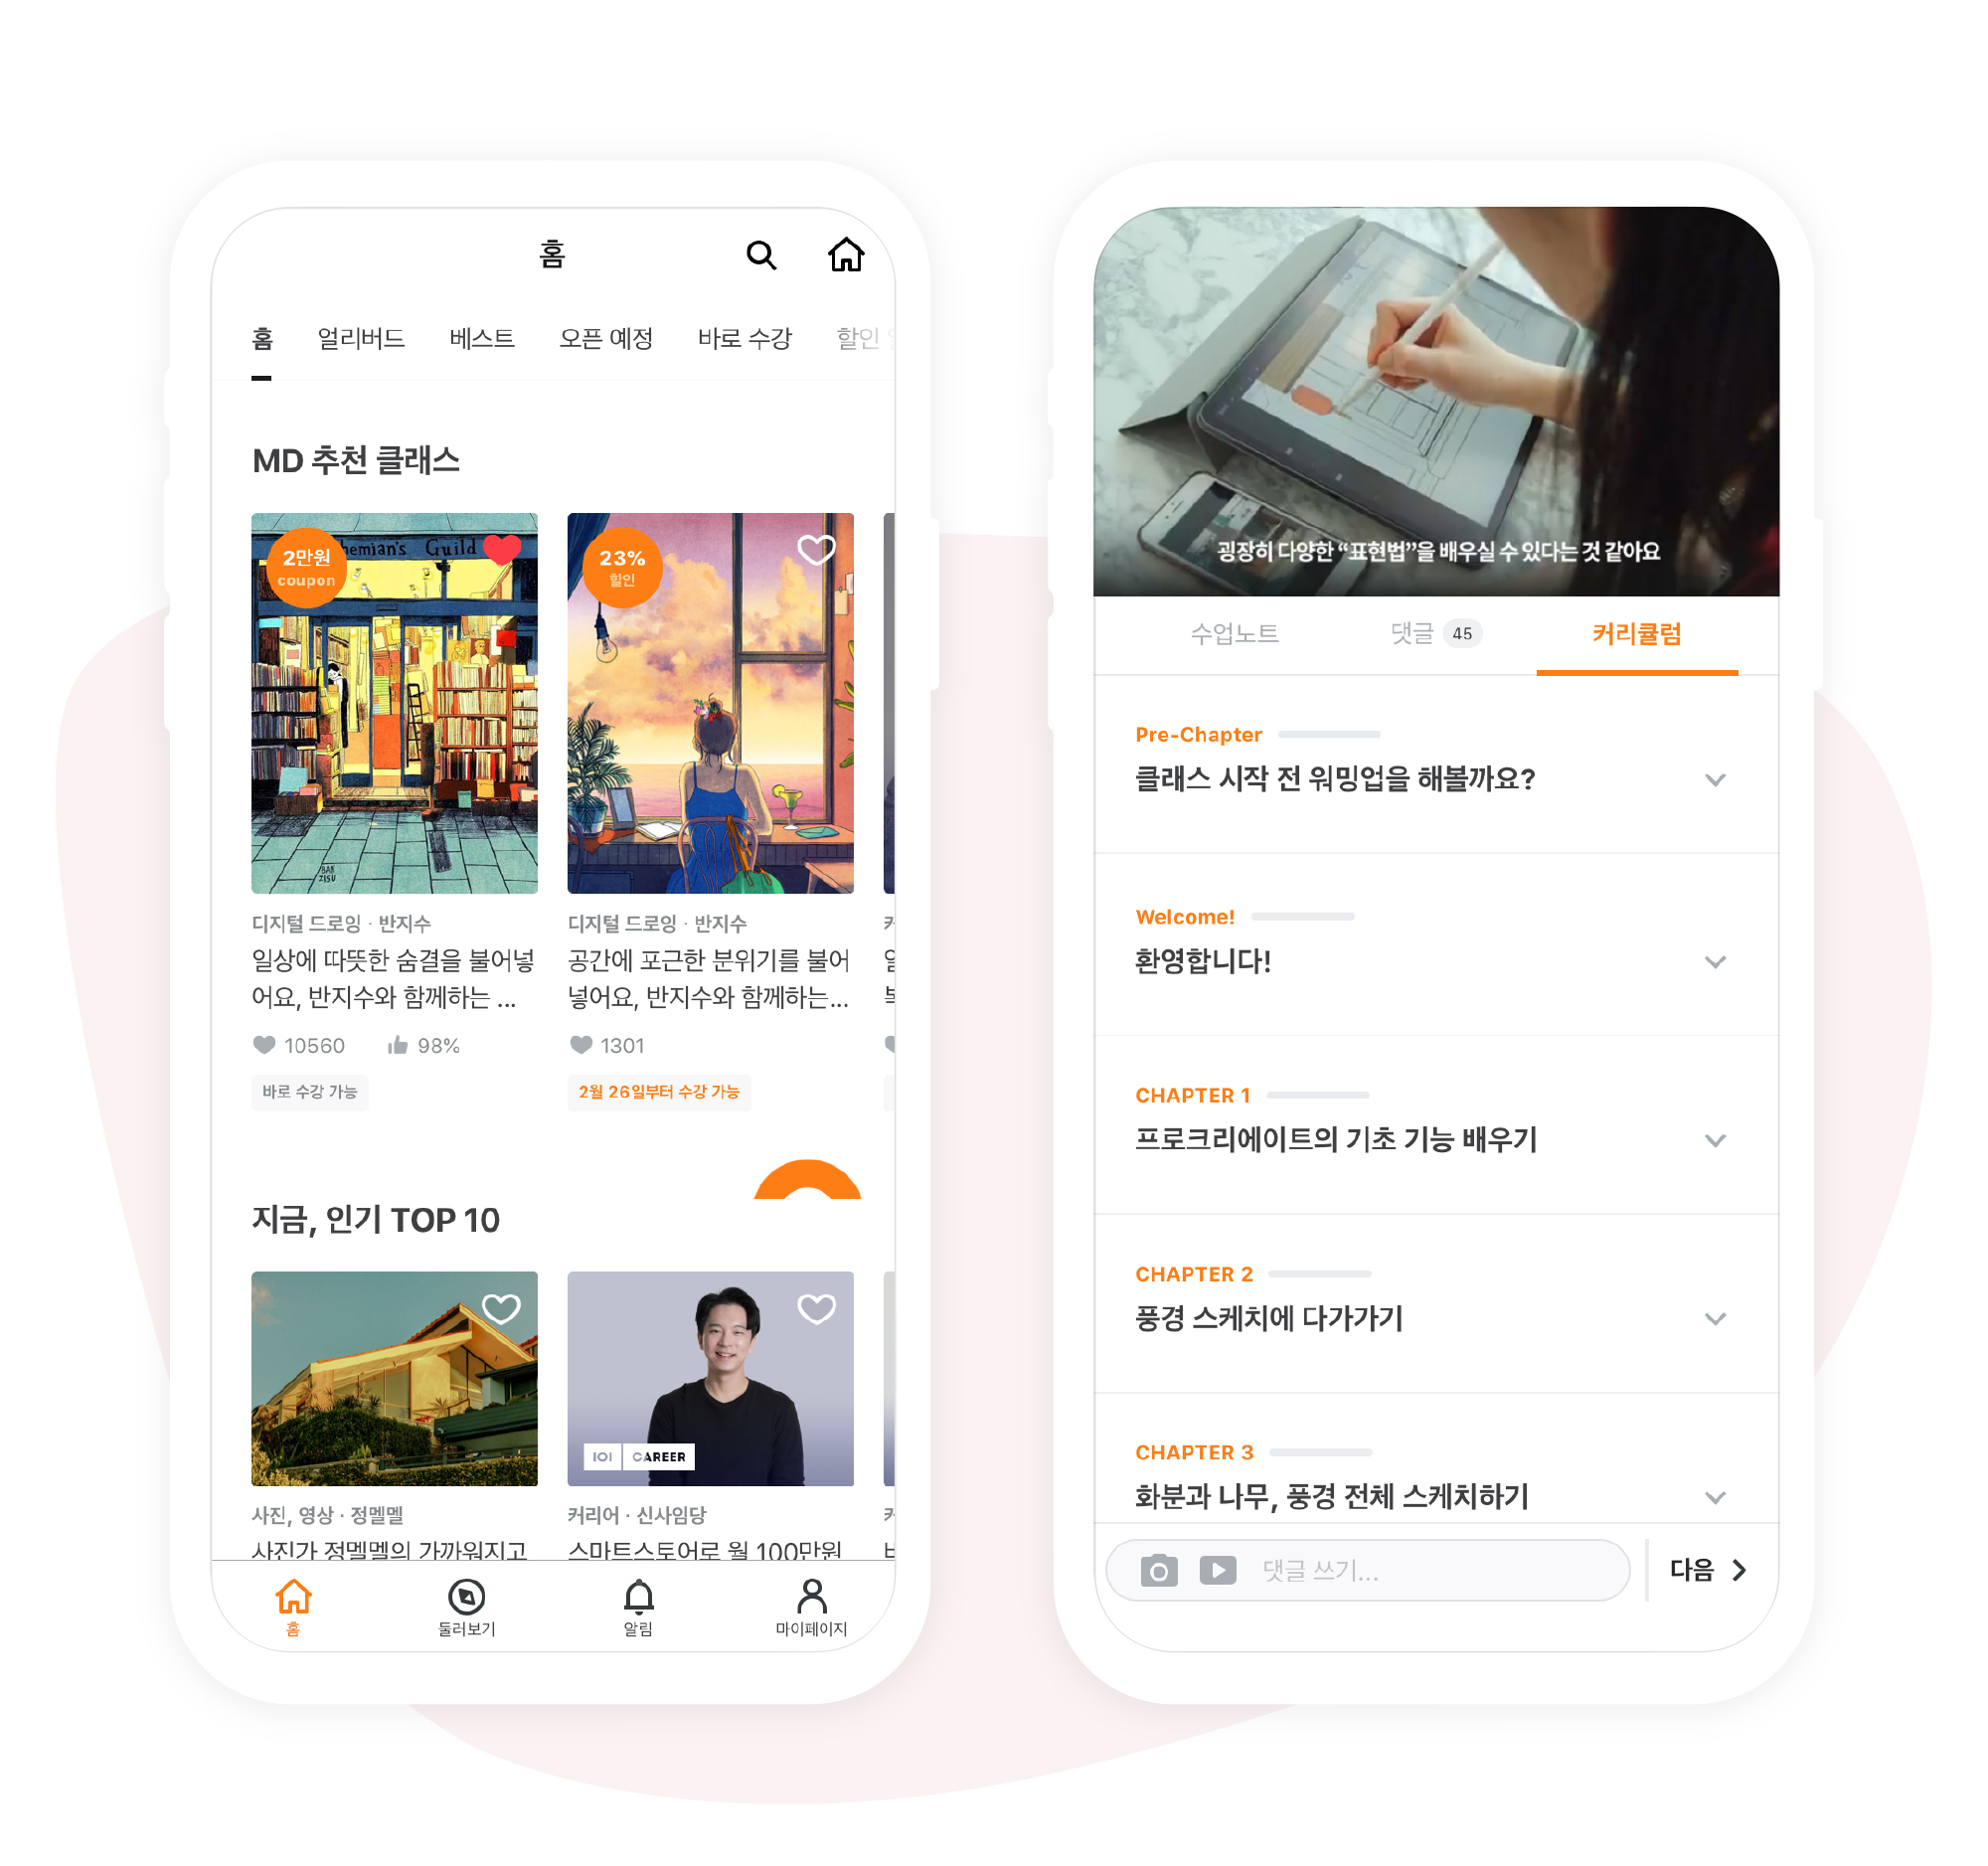 홈
홈 얼리버드 베스트 오픈 예정 바로 수강 할인
MD 추천 클래스
2만원
coupon
hemian's Guild
23%
할인
BAN
ZISU
디지털 드로잉 · 반지수
일상에 따뜻한 숨결을 불어넣
어요, 반지수와 함께하는 ...
10560 98%
바로 수강 가능
디지털 드로잉 · 반지수
공간에 포근한 분위기를 불어
넣어요, 반지수와 함께하는...
1301
2월 26일부터 수강 가능
지금, 인기 TOP 10
101 CAREER
사진, 영상 · 정멜멜
사진가 정멜멜의 가까워지고
커리어 · 신사임당
스마트스토어로 월 100만원
홈 둘러보기 알림 마이페이지
굉장히 다양한 “표현법”을 배우실 수 있다는 것 같아요
수업노트 댓글 45 커리큘럼
Pre-Chapter
클래스 시작 전 워밍업을 해볼까요?
Welcome!
환영합니다!
CHAPTER 1
프로크리에이트의 기초 기능 배우기
CHAPTER 2
풍경 스케치에 다가가기
CHAPTER 3
화분과 나무, 풍경 전체 스케치하기
댓글 쓰기... 다음